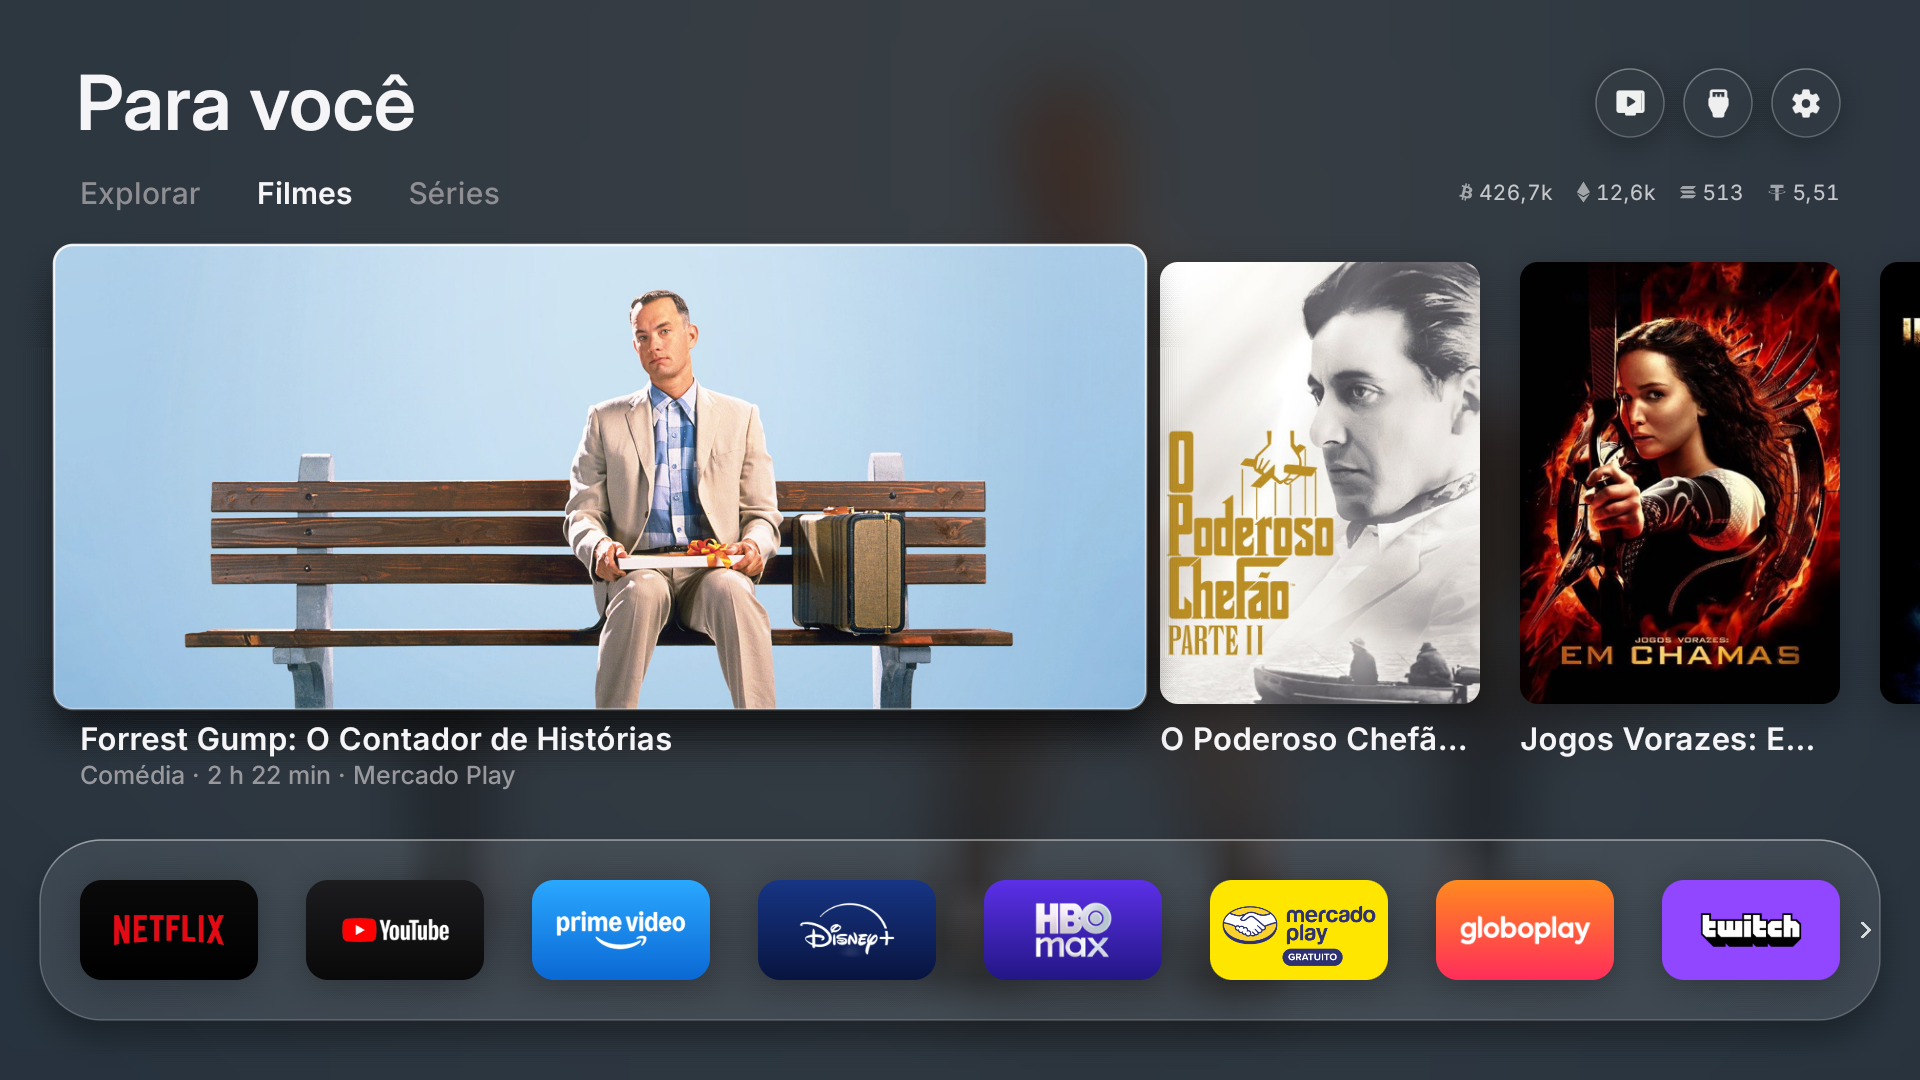 Para você
Explorar Filmes Séries
426,7k 12,6k 513 5,51
O
Poderoso
Chefão
PARTE II
JOGOS VORAZES:
EM CHAMAS
Forrest Gump: O Contador de Histórias
Comédia · 2 h 22 min · Mercado Play
O Poderoso Chefã...
Jogos Vorazes: E...
NETFLIX
YouTube
prime video
Disney+
HBO
max
mercado
play
GRATUITO
globoplay
twitch